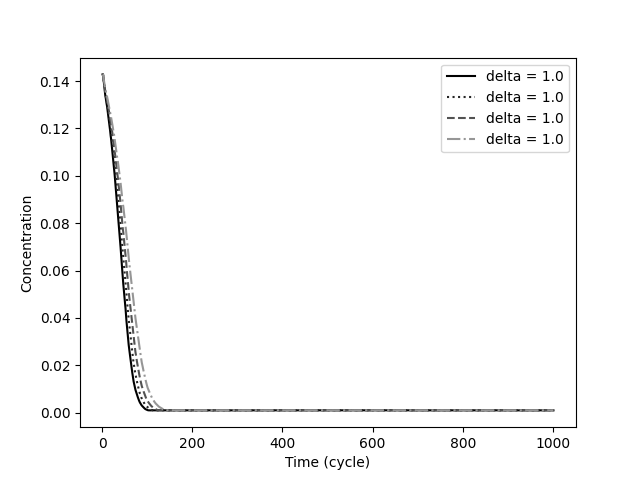 delta = 1.0
delta = 1.0
delta = 1.0
delta = 1.0
Concentration
0.14
0.12
0.10
0.08
0.06
0.04
0.02
0.00
0 200 400 600 800 1000
Time (cycle)